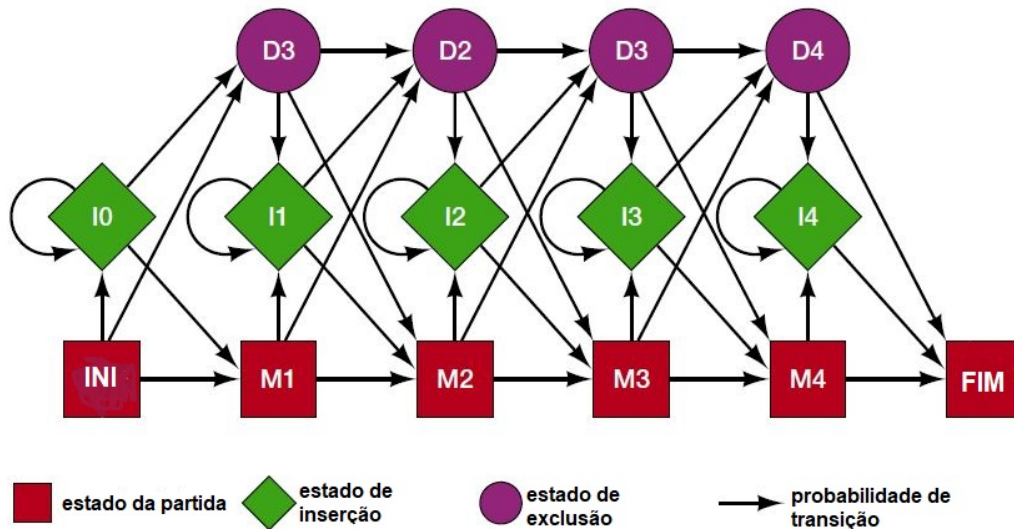 D3 D2 D3 D4
I0 I1 I2 I3 I4
INI M1 M2 M3 M4 FIM
estado da partida
estado de
inserção
estado de
exclusão
probabilidade de
transição